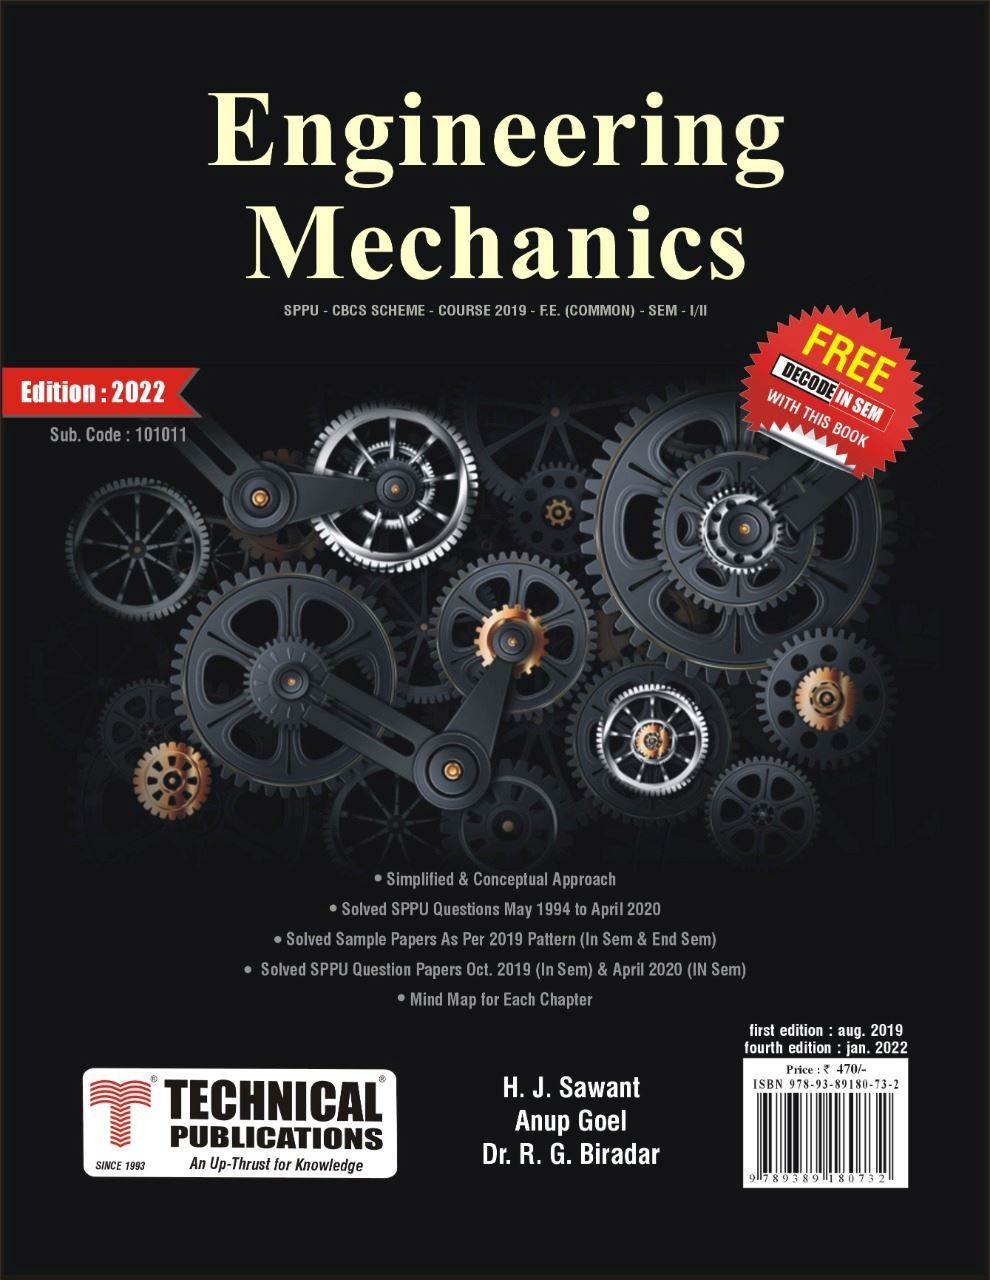 Engineering
Mechanics
SPPU - CBCS SCHEME - COURSE 2019 - F.E. (COMMON) - SEM - I/II
FREE
DECODE IN SEM
WITH THIS BOOK
Edition : 2022
Sub. Code : 101011
• Simplified & Conceptual Approach
• Solved SPPU Questions May 1994 to April 2020
• Solved Sample Papers As Per 2019 Pattern (In Sem & End Sem)
• Solved SPPU Question Papers Oct. 2019 (In Sem) & April 2020 (IN Sem)
• Mind Map for Each Chapter
first edition : aug. 2019
fourth edition : jan. 2022
Price : ₹ 470/-
ISBN 978-93-89180-73-2
9 789389 180732
® TECHNICAL ®
PUBLICATIONS
SINCE 1993 An Up-Thrust for Knowledge
H. J. Sawant
Anup Goel
Dr. R. G. Biradar